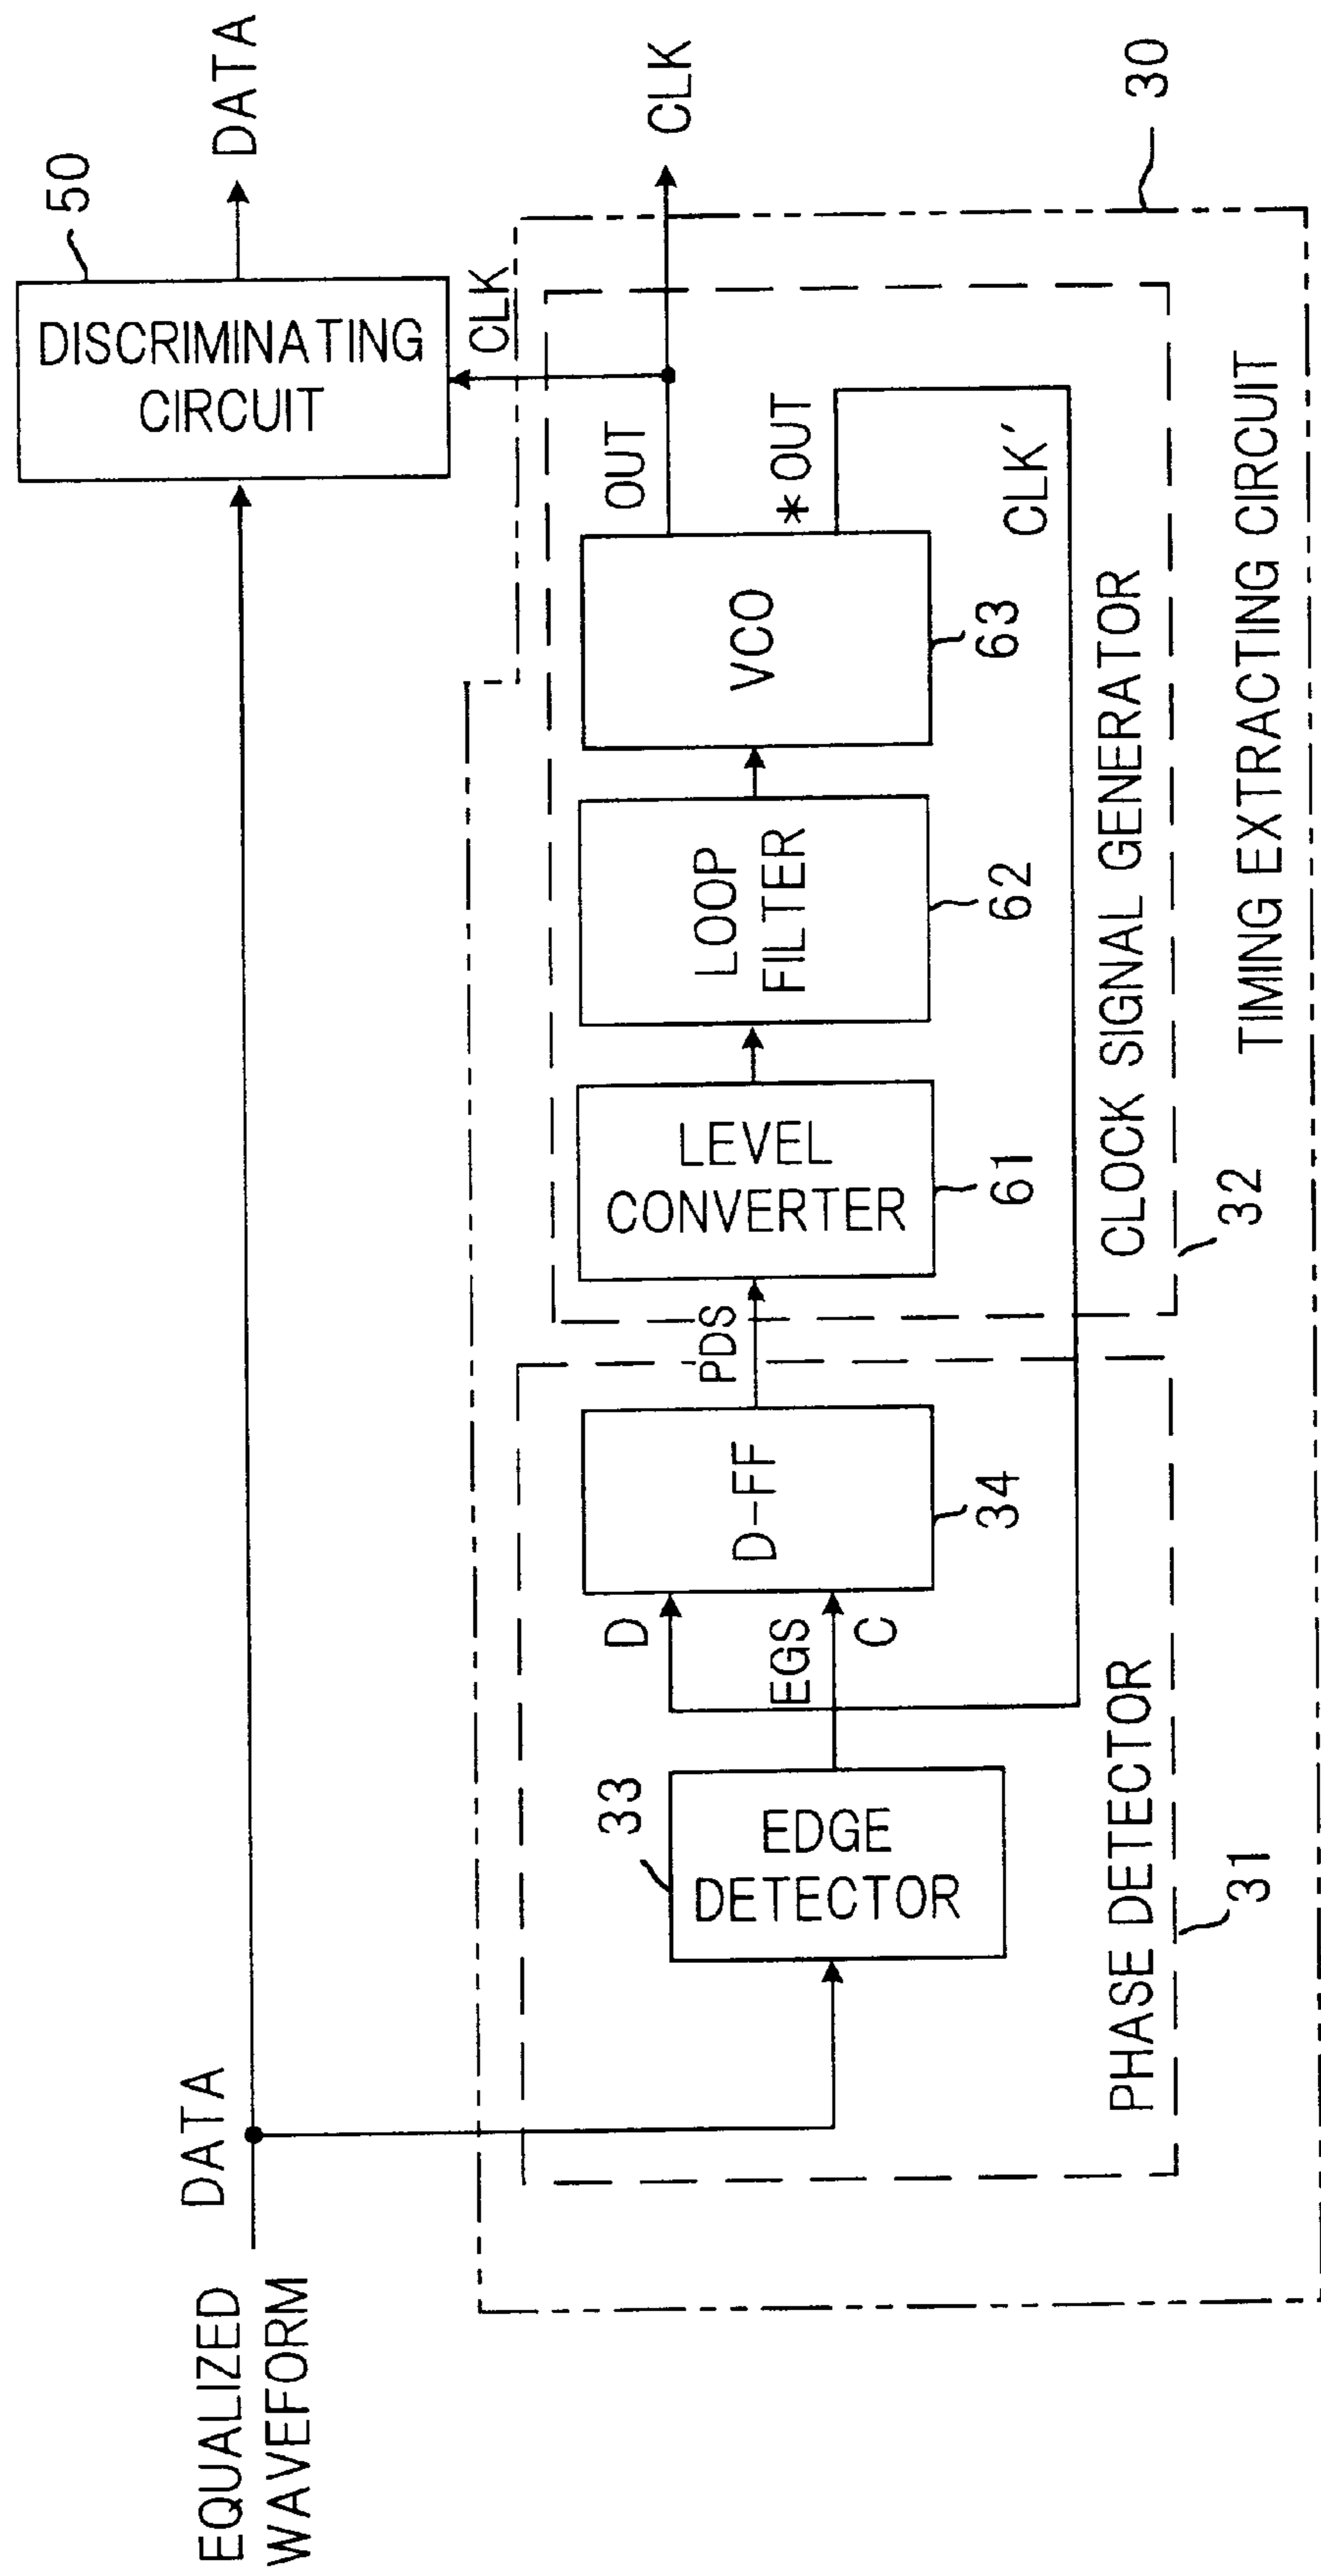 EQUALIZED
WAVEFORM
DATA
DISCRIMINATING
CIRCUIT
50
DATA
CLK
CLK
OUT
*OUT
CLK′
33
EDGE
DETECTOR
D
EGS
C
D-FF
34
PDS
LEVEL
CONVERTER
61
LOOP
FILTER
62
VCO
63
PHASE DETECTOR
31
CLOCK SIGNAL GENERATOR
32
TIMING EXTRACTING CIRCUIT
30